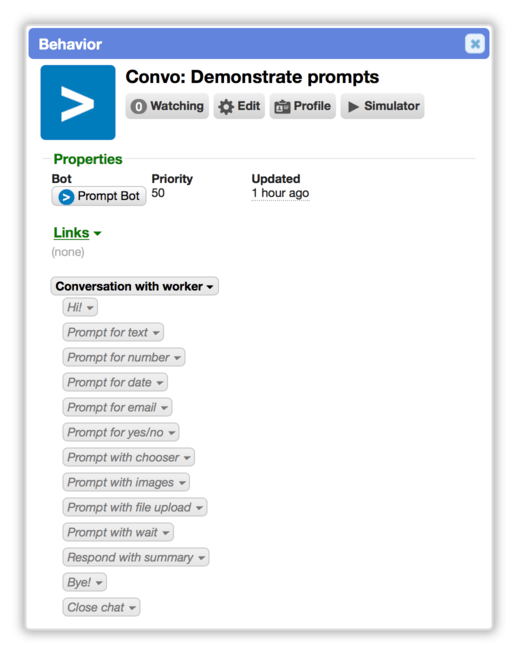 Behavior
Convo: Demonstrate prompts
0 Watching Edit Profile Simulator
Properties
Bot Priority Updated
Prompt Bot 50 1 hour ago
Links
(none)
Conversation with worker
Hi!
Prompt for text
Prompt for number
Prompt for date
Prompt for email
Prompt for yes/no
Prompt with chooser
Prompt with images
Prompt with file upload
Prompt with wait
Respond with summary
Bye!
Close chat